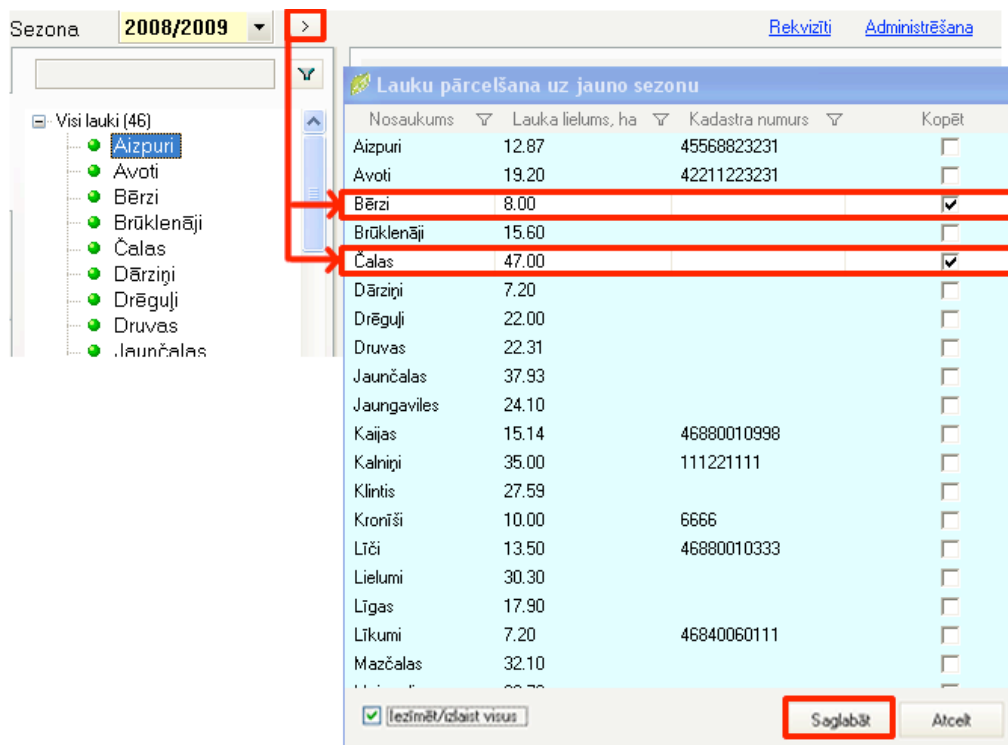 Sezona 2008/2009 > Rekvizīti Administrēšana
Visi lauki (46)
Aizpuri
Avoti
Bērzi
Brūklenāji
Čalas
Dārziņi
Drēguļi
Druvas
Jaunčalas
Lauku pārcelšana uz jauno sezonu
Nosaukums Lauka lielums, ha Kadastra numurs Kopēt
Aizpuri 12.87 45568823231
Avoti 19.20 42211223231
Bērzi 8.00
Brūklenāji 15.60
Čalas 47.00
Dārziņi 7.20
Drēguļi 22.00
Druvas 22.31
Jaunčalas 37.93
Jaungaviles 24.10
Kaijas 15.14 46880010998
Kalniņi 35.00 111221111
Klintis 27.59
Kronīši 10.00 6666
Līči 13.50 46880010333
Lielumi 30.30
Līgas 17.90
Līkumi 7.20 46840060111
Mazčalas 32.10
Iezīmēt/izlaist visus Saglabāt Atcelt